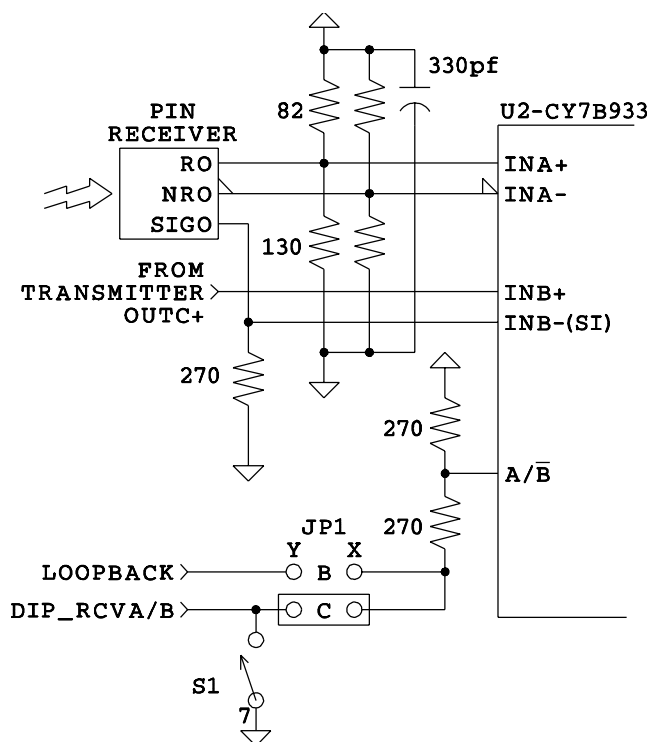 330pf
82
U2-CY7B933
PIN
RECEIVER
RO
INA+
NRO
INA-
SIGO
130
FROM
TRANSMITTER
OUTC+
INB+
INB-(SI)
270
270
A/B̅
270
JP1
Y
X
LOOPBACK
B
DIP_RCVA/B
C
S1
7